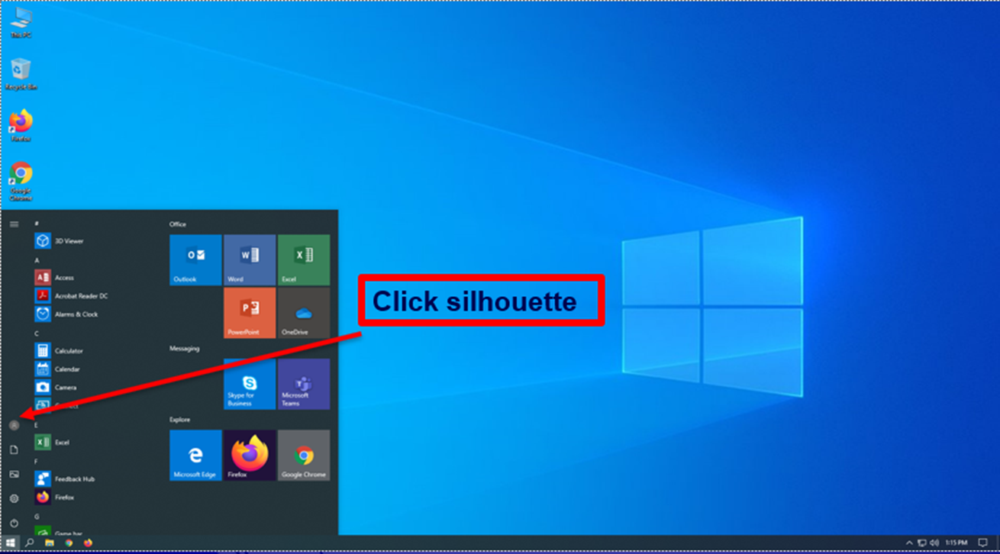 This PC
Recycle Bin
Firefox
Google
Chrome
#
3D Viewer
A
Access
Acrobat Reader DC
Alarms & Clock
C
Calculator
Calendar
Camera
E
Excel
F
Feedback Hub
Firefox
G
Game bar
Office
Outlook
Word
Excel
PowerPoint
OneDrive
Messaging
Skype for
Business
Microsoft
Teams
Explore
Microsoft Edge
Firefox
Google Chrome
Click silhouette
1:15 PM